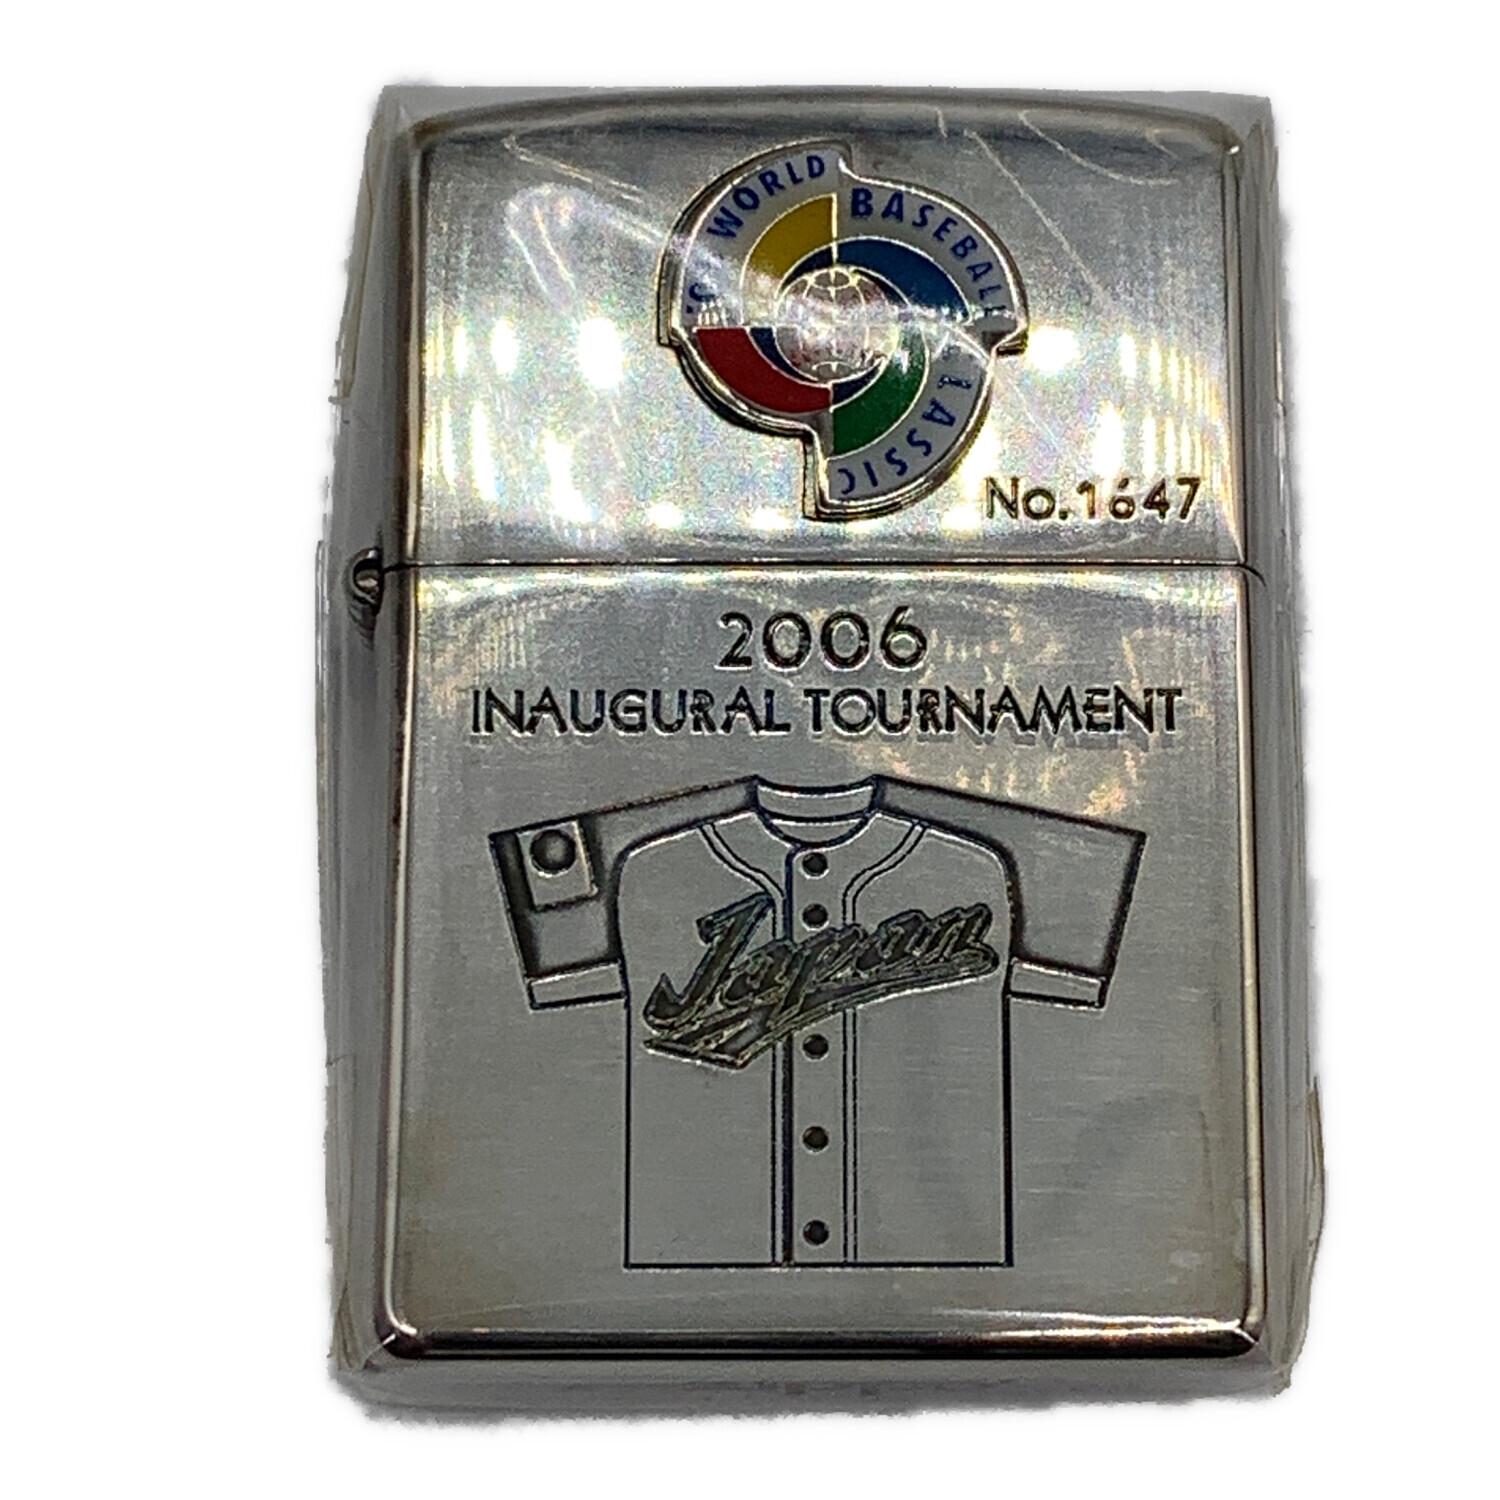 WORLD BASEBALL CLASSIC
No.1647
2006
INAUGURAL TOURNAMENT
Japan